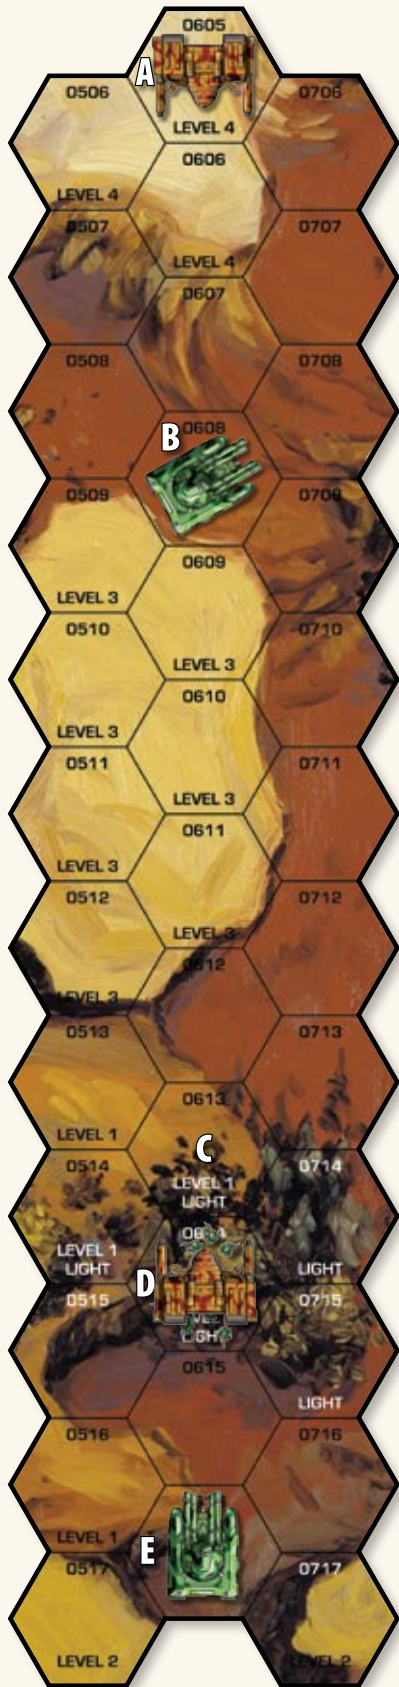 0605
A
0506 0706
LEVEL 4
0606
LEVEL 4
0507 0707
LEVEL 4
0607
0508 0708
B 0608
0509 0709
0609
LEVEL 3
0510 0710
LEVEL 3
0610
LEVEL 3
0511 0711
LEVEL 3
0611
LEVEL 3
0512 0712
LEVEL 3
0612
LEVEL 3
0513 0713
0613
LEVEL 1
C
0514 0714
LEVEL 1
LIGHT
LEVEL 1
LIGHT LIGHT
D
0515 0715
0615
LIGHT
0516 0716
LEVEL 1
E
0517 0717
LEVEL 2 LEVEL 2